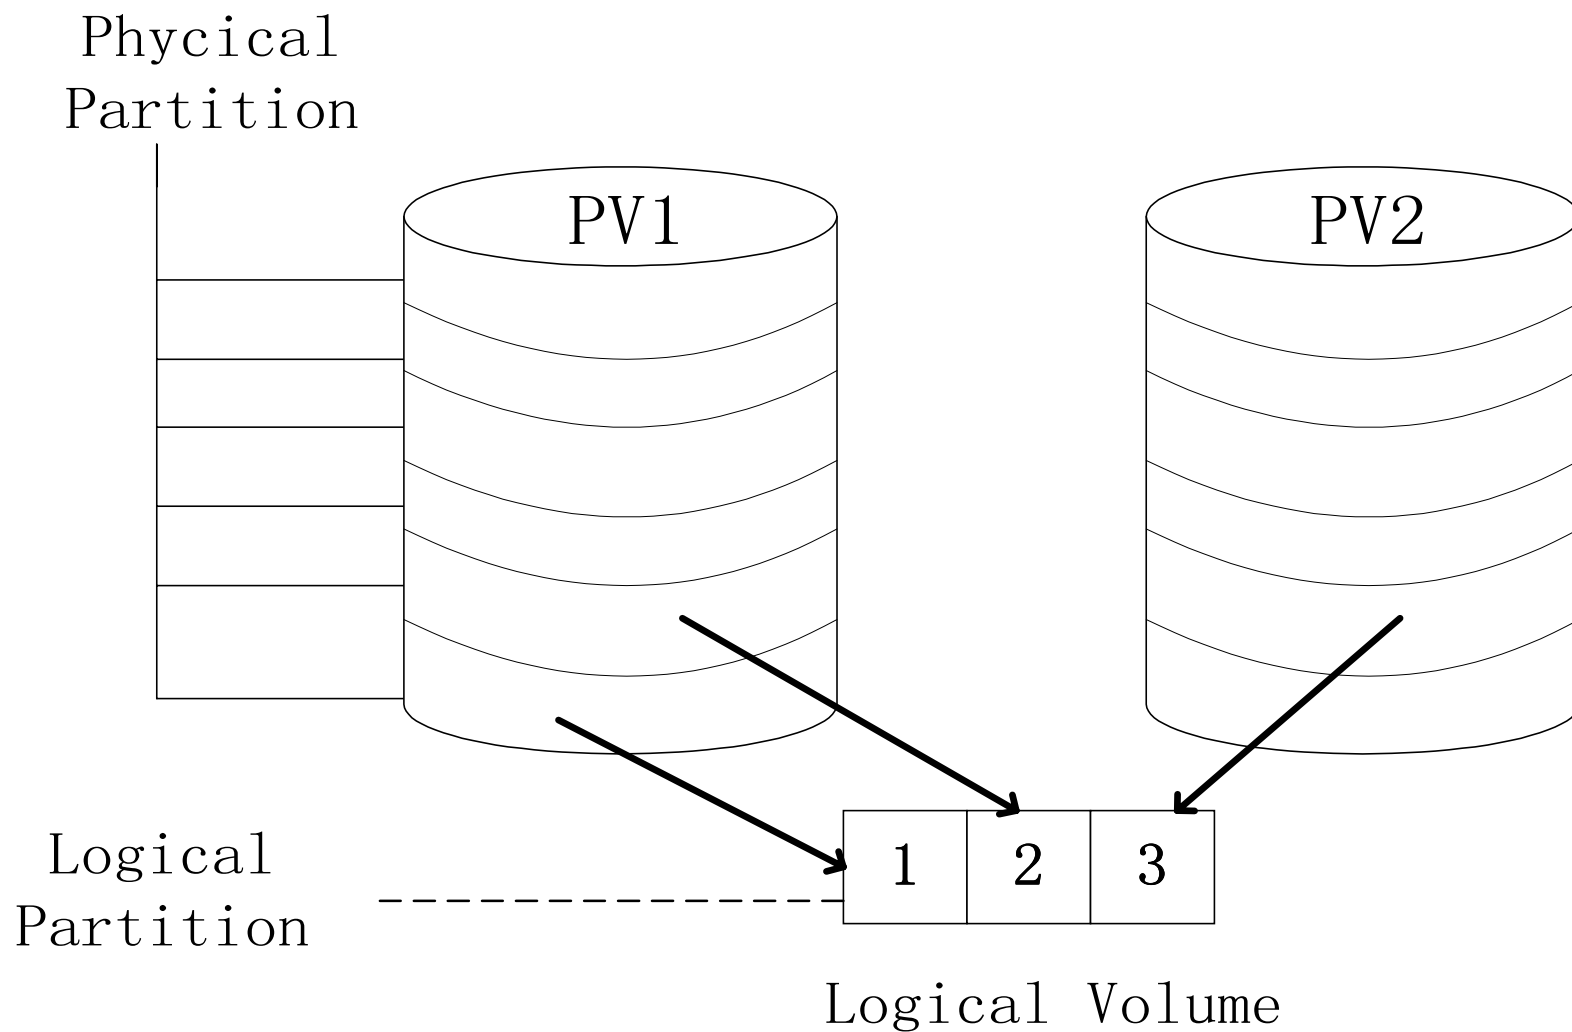 Phycical
Partition
PV1
PV2
1
2
3
Logical
Partition
Logical Volume